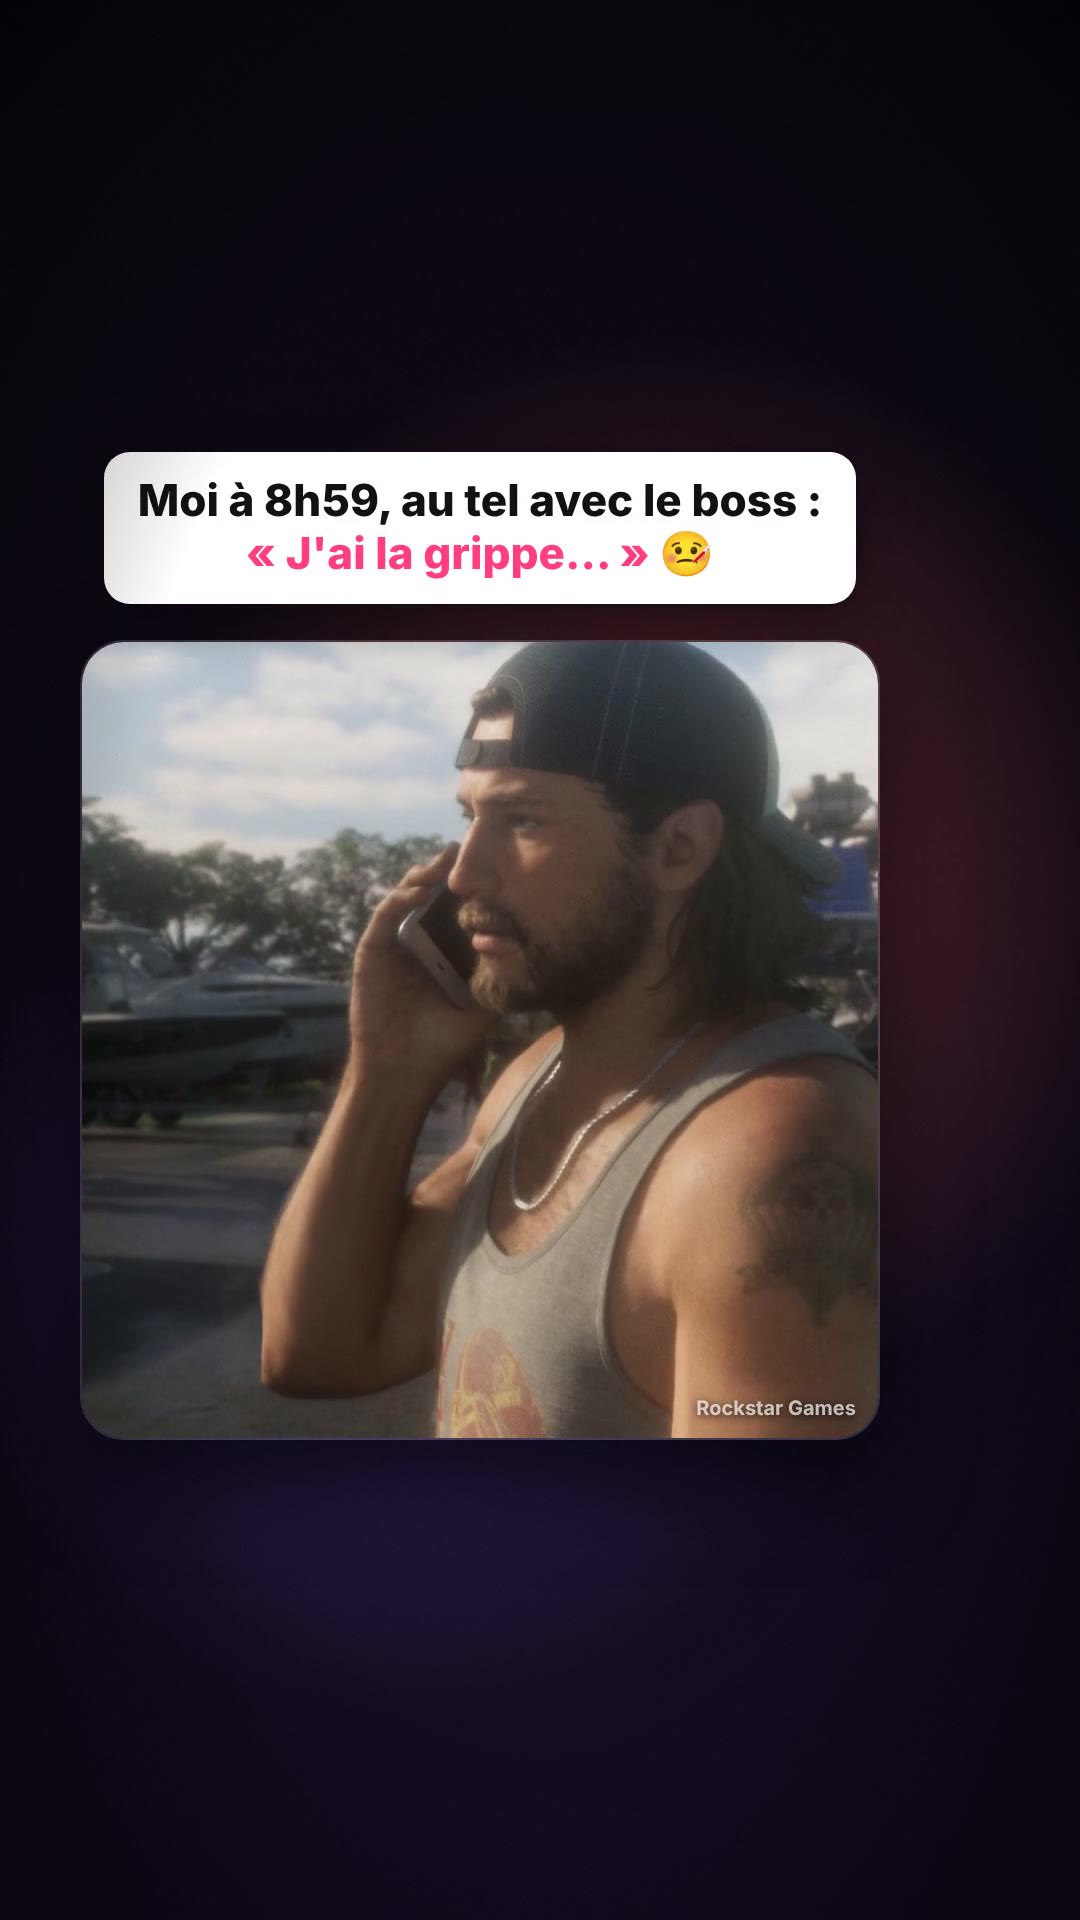 Moi à 8h59, au tel avec le boss :
« J'ai la grippe... » 🤒
Rockstar Games